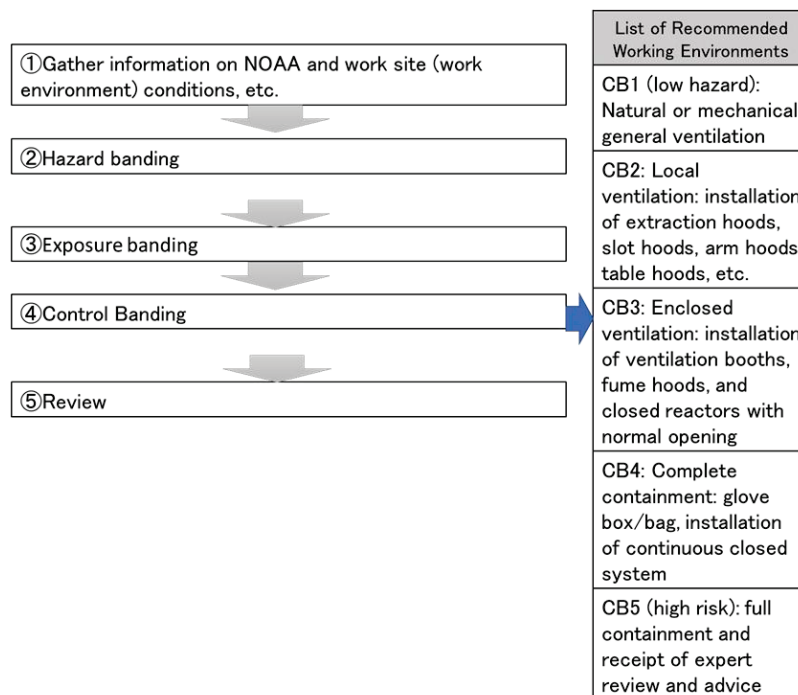 ①Gather information on NOAA and work site (work
environment) conditions, etc.
②Hazard banding
③Exposure banding
④Control Banding
⑤Review
List of Recommended
Working Environments
CB1 (low hazard):
Natural or mechanical
general ventilation
CB2: Local
ventilation: installation
of extraction hoods,
slot hoods, arm hoods
table hoods, etc.
CB3: Enclosed
ventilation: installation
of ventilation booths,
fume hoods, and
closed reactors with
normal opening
CB4: Complete
containment: glove
box/bag, installation
of continuous closed
system
CB5 (high risk): full
containment and
receipt of expert
review and advice